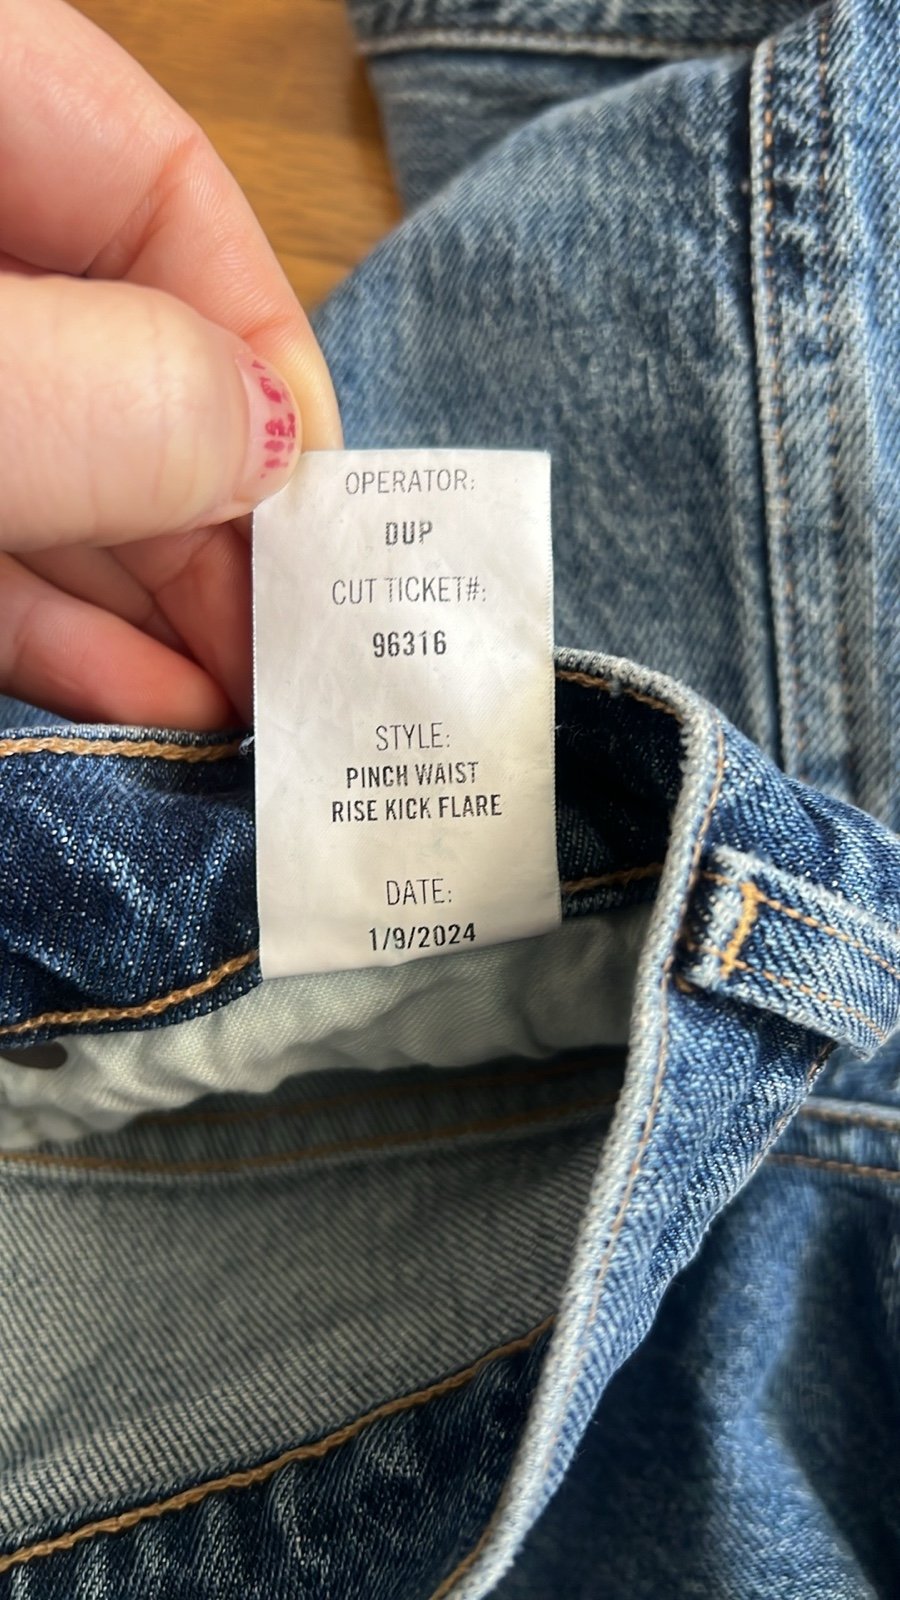 OPERATOR:
DUP
CUT TICKET#:
96316
STYLE:
PINCH WAIST
RISE KICK FLARE
DATE:
1/9/2024